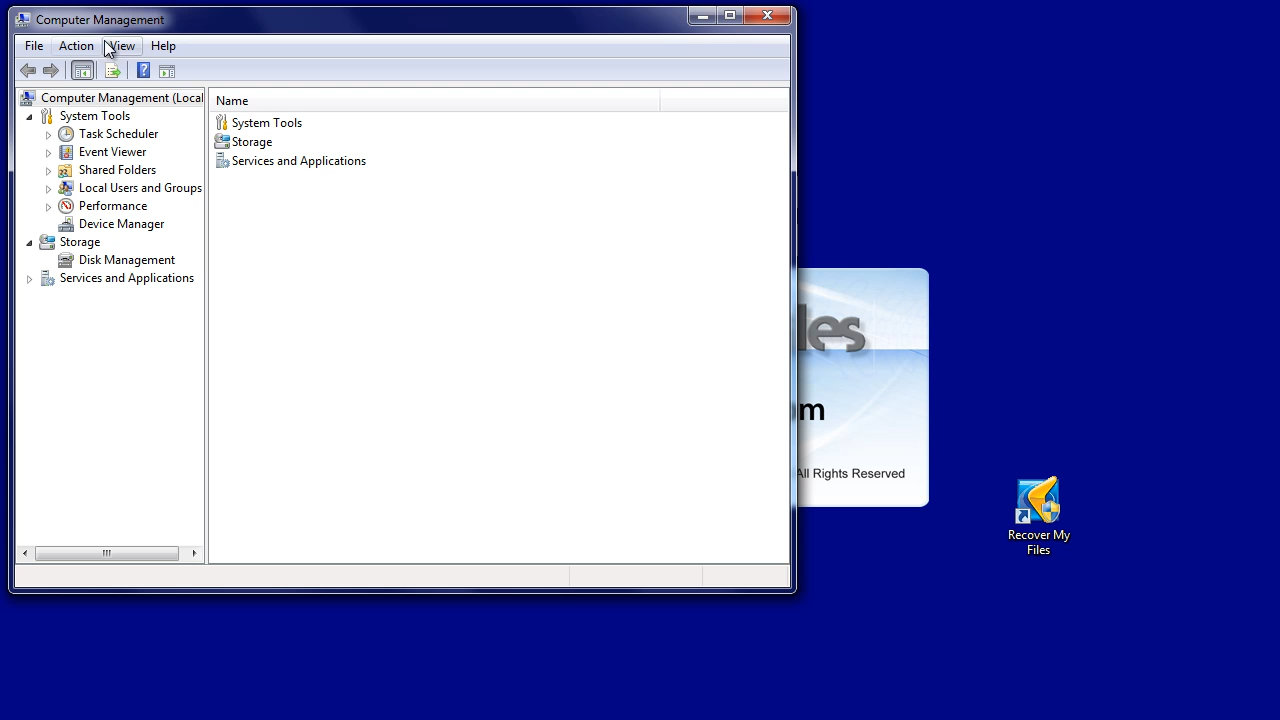 Computer Management
File Action View Help
Computer Management (Local
Name
System Tools
Task Scheduler
Event Viewer
Shared Folders
Local Users and Groups
Performance
Device Manager
Storage
Disk Management
Services and Applications
System Tools
Storage
Services and Applications
les
m
All Rights Reserved
Recover My
Files